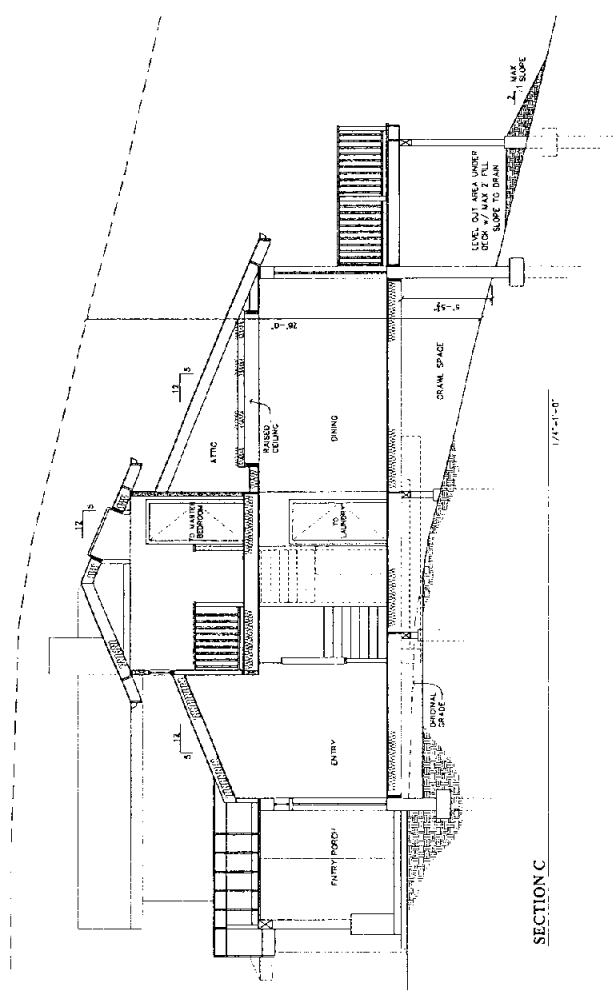 2 MAX
1 SLOPE
LEVEL OUT AREA UNDER
DECK w/ MAX 2' FILL
SLOPE TO DRAIN
12
5
12
5
ATTIC
RAISED
CEILING
26'-0"
DINING
CRAWL SPACE
TO MASTER
BEDROOM
TO
LAUNDRY
12
5
ENTRY
ORIGINAL
GRADE
ENTRY PORCH
SECTION C
1/4"=1'-0"